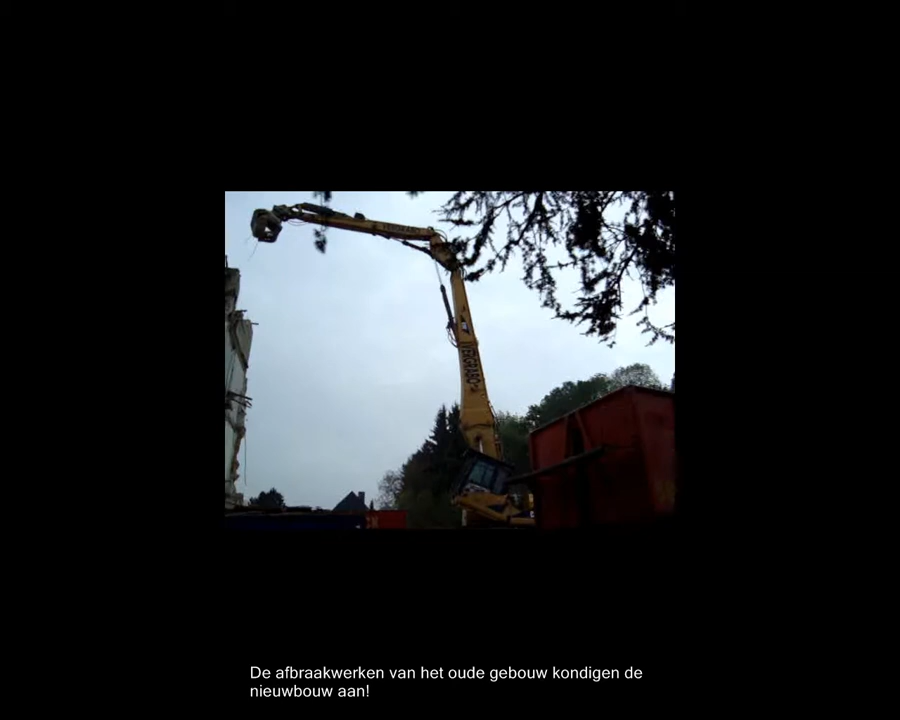 De afbraakwerken van het oude gebouw kondigen de
nieuwbouw aan!